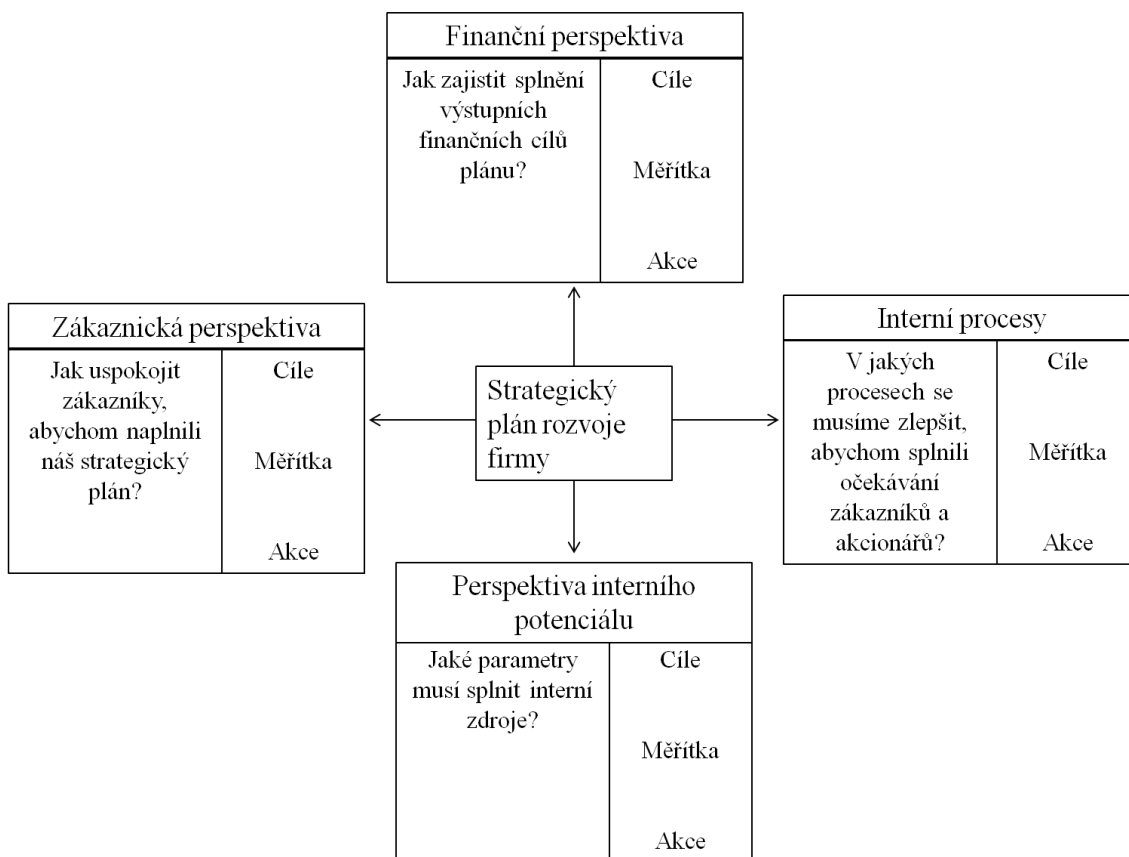 Finanční perspektiva
Jak zajistit splnění
výstupních
finančních cílů
plánu?
Cíle
Měřítka
Akce
Zákaznická perspektiva
Jak uspokojit
zákazníky,
abychom naplnili
náš strategický
plán?
Cíle
Měřítka
Akce
Strategický
plán rozvoje
firmy
Interní procesy
V jakých
procesech se
musíme zlepšit,
abychom splnili
očekávání
zákazníků a
akcionářů?
Cíle
Měřítka
Akce
Perspektiva interního
potenciálu
Jaké parametry
musí splnit interní
zdroje?
Cíle
Měřítka
Akce